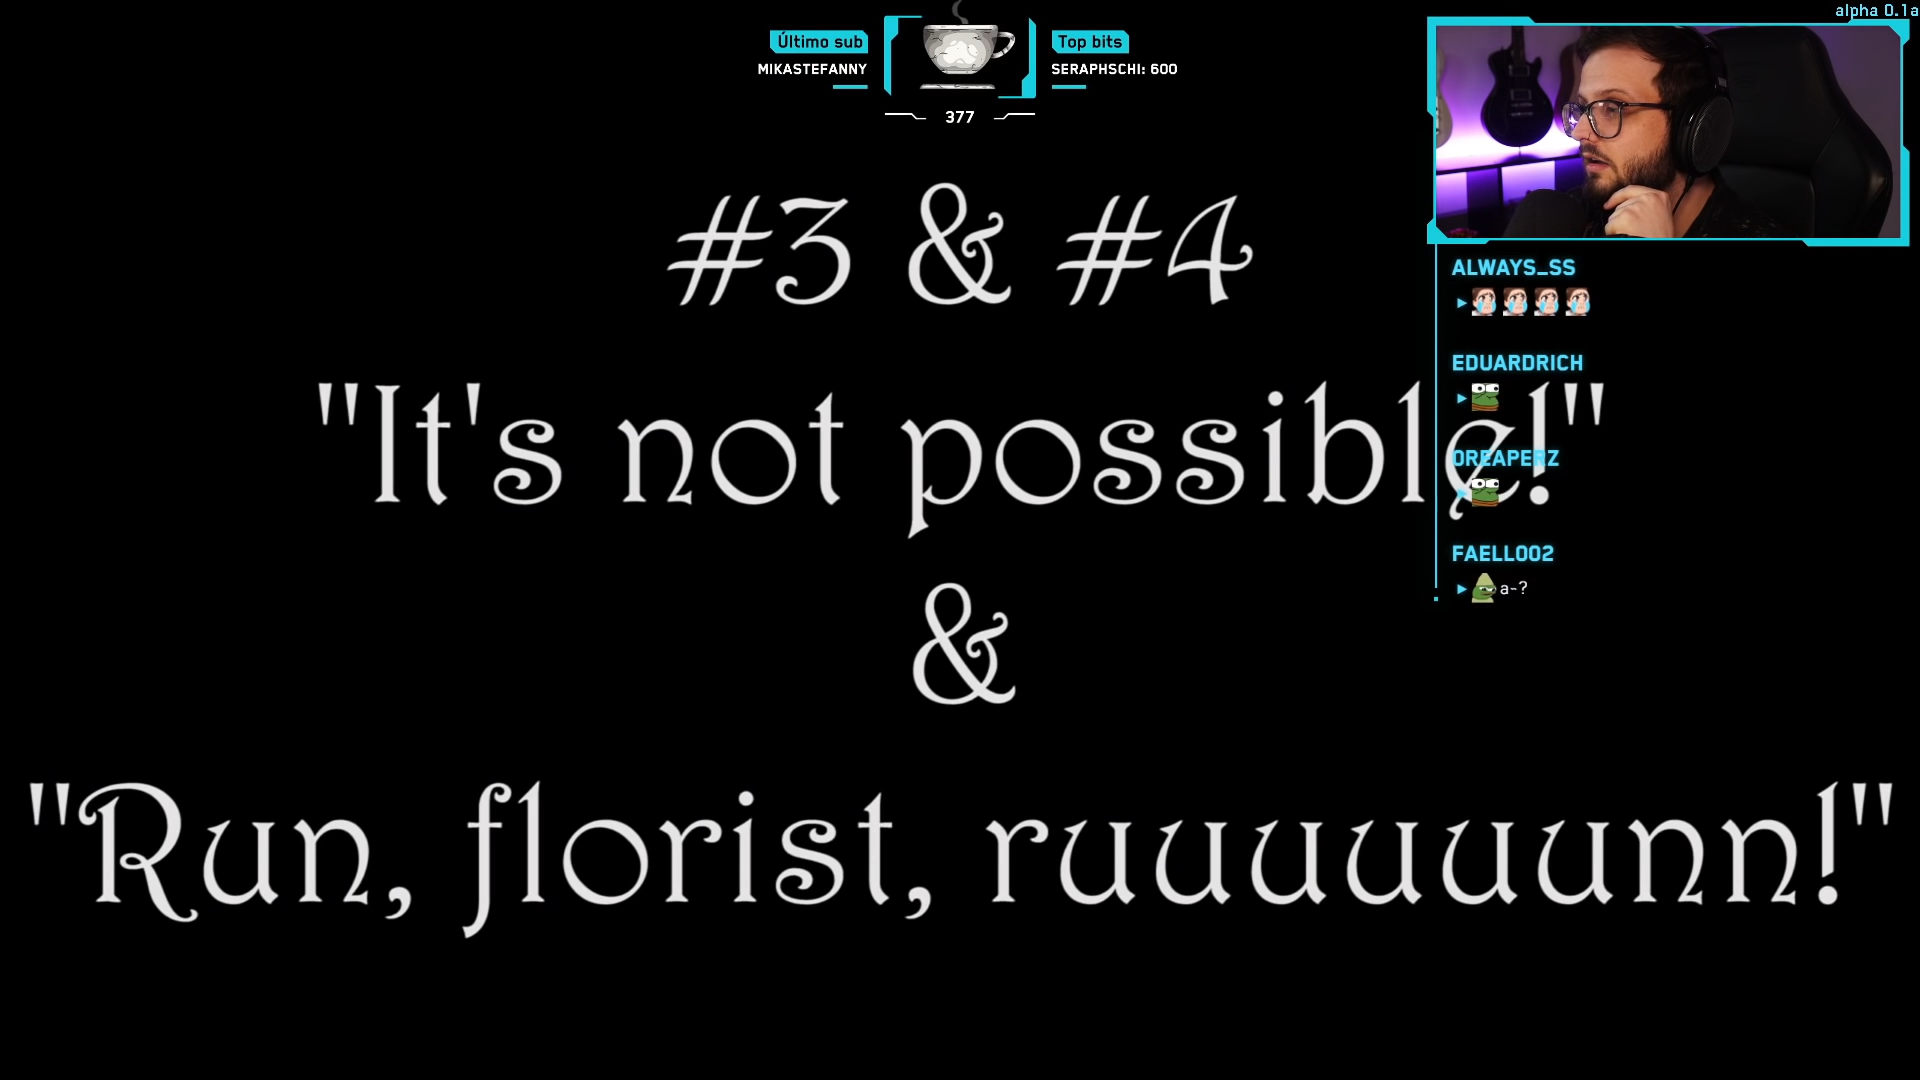 alpha 0.1a
Último sub
MIKASTEFANNY
Top bits
SERAPHSCHI: 600
377
#3 & #4
"It's not possible!"
&
"Run, florist, ruuuuuunn!"
ALWAYS_SS
EDUARDRICH
0REAPERZ
FAELL002
a-?